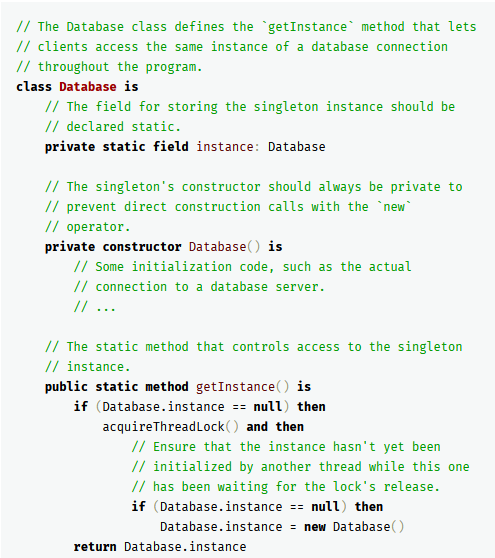 // The Database class defines the `getInstance` method that lets
// clients access the same instance of a database connection
// throughout the program.
class Database is
    // The field for storing the singleton instance should be
    // declared static.
    private static field instance: Database

    // The singleton's constructor should always be private to
    // prevent direct construction calls with the `new`
    // operator.
    private constructor Database() is
        // Some initialization code, such as the actual
        // connection to a database server.
        // ...

    // The static method that controls access to the singleton
    // instance.
    public static method getInstance() is
        if (Database.instance == null) then
            acquireThreadLock() and then
                // Ensure that the instance hasn't yet been
                // initialized by another thread while this one
                // has been waiting for the lock's release.
                if (Database.instance == null) then
                    Database.instance = new Database()
        return Database.instance